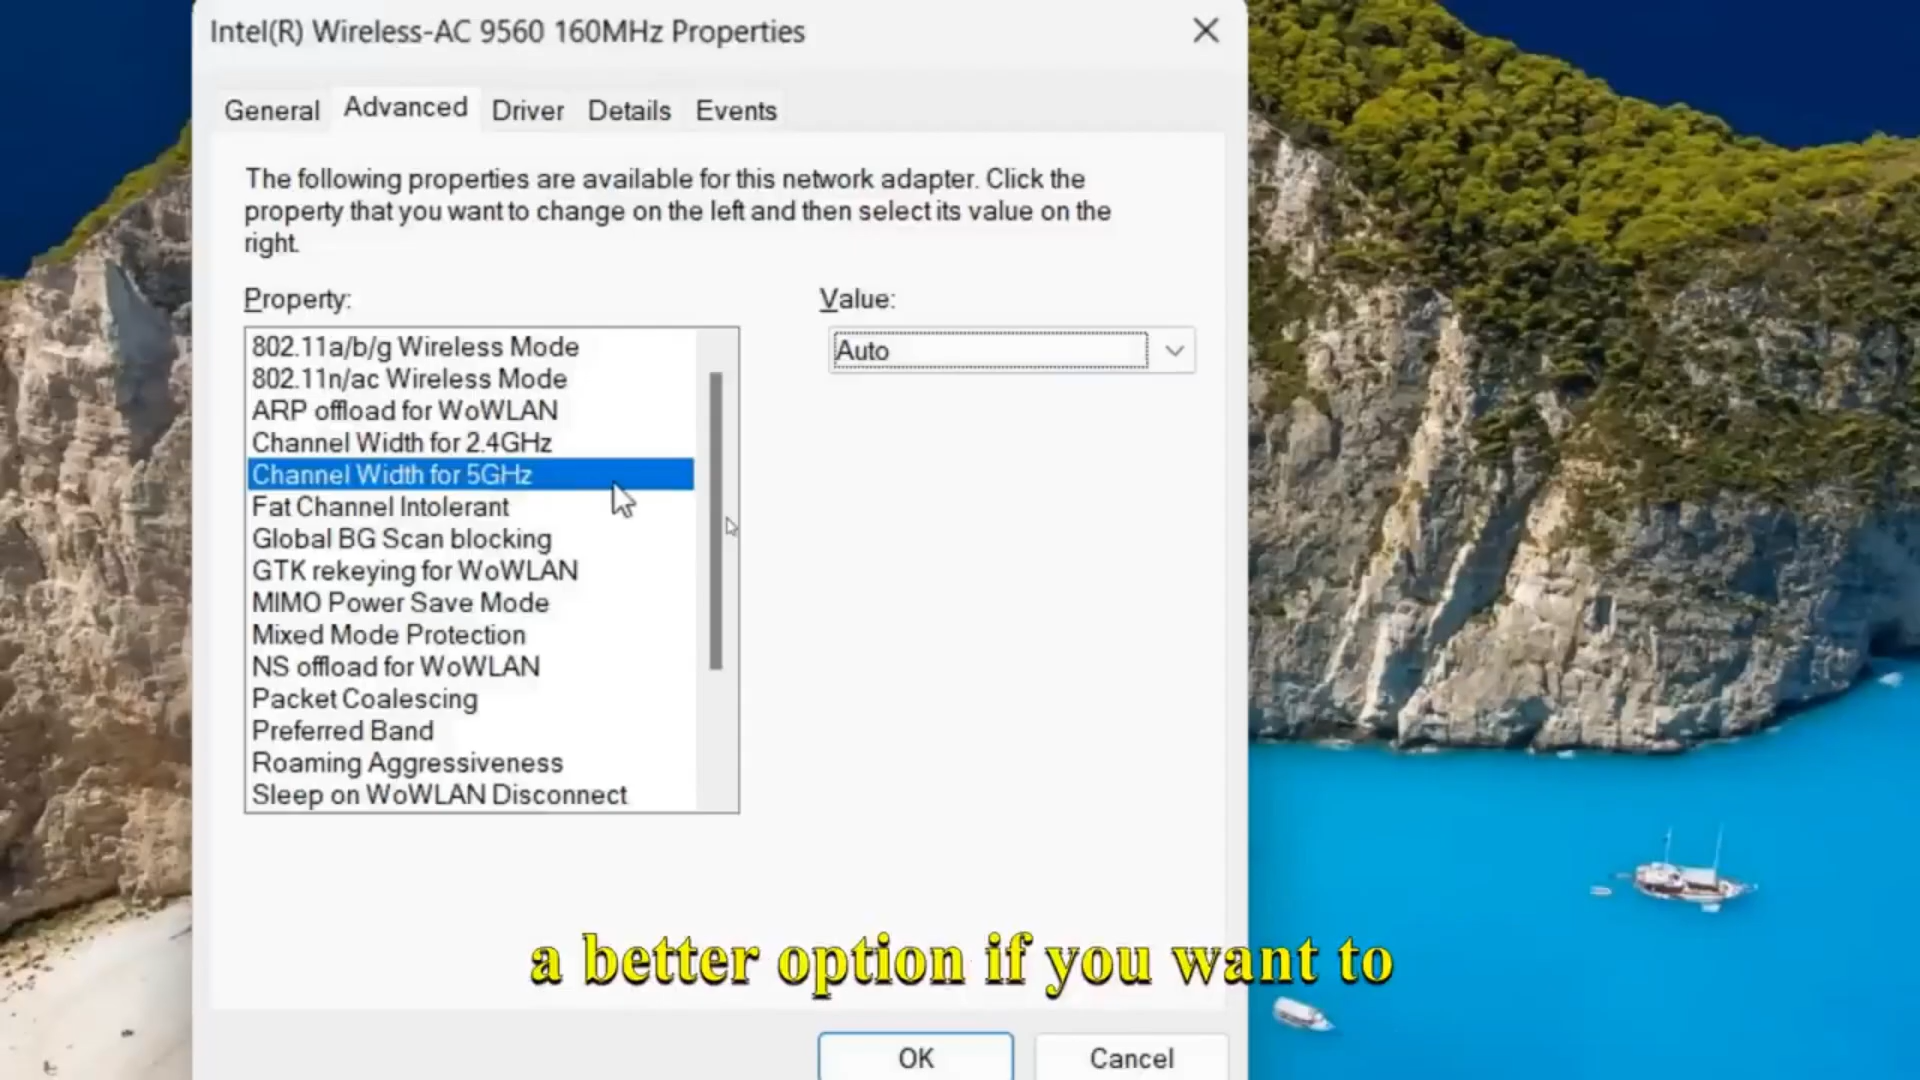 Intel(R) Wireless-AC 9560 160MHz Properties
General Advanced Driver Details Events
The following properties are available for this network adapter. Click the
property that you want to change on the left and then select its value on the
right.
Property:
802.11a/b/g Wireless Mode
802.11n/ac Wireless Mode
ARP offload for WoWLAN
Channel Width for 2.4GHz
Channel Width for 5GHz
Fat Channel Intolerant
Global BG Scan blocking
GTK rekeying for WoWLAN
MIMO Power Save Mode
Mixed Mode Protection
NS offload for WoWLAN
Packet Coalescing
Preferred Band
Roaming Aggressiveness
Sleep on WoWLAN Disconnect
Value:
Auto
a better option if you want to
OK Cancel